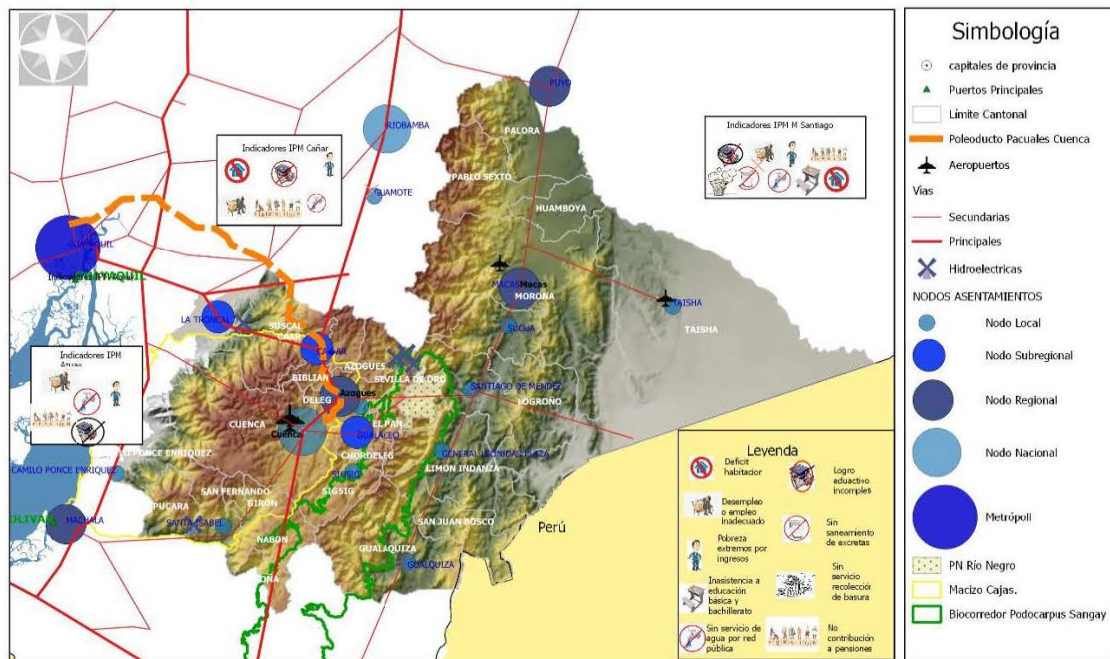 PUYO
RIOBAMBA
PALORA
Indicadores IPM Cañar
Indicadores IPM M Santiago
PABLO SEXTO
GUAMOTE
HUAMBOYA
GUAYAQUIL
MACAS
Macas
MORONA
TAISHA
TAISHA
LA TRONCAL
SUSCAL
SUCUA
CAÑAR
Indicadores IPM
AZOGUES
BIBLIAN
SEVILLA DE ORO
DELEG
Azogues
SANTIAGO DE MENDEZ
LOGROÑO
CUENCA
Cuenca
EL PAN
GUALACEO
CHORDELEG
GENERAL LEONIDAS PLAZA
LIMON INDANZA
CAMILO PONCE ENRIQUEZ
PONCE ENRIQUEZ
SIGSIG
SIGSIG
SAN FERNANDO
GIRON
PUCARA
OLIVAR
MACHALA
SANTA ISABEL
SAN JUAN BOSCO
Perú
NABON
GUALAQUIZA
GUALQUIZA
OÑA
Leyenda
Deficit
habitacior
Logro
eduactivo
incomplet
Desempleo
o empleo
inadecuado
Sin
saneamiento
de excretas
Pobreza
extremos por
ingresos
Sin
servicio
recolección
de basura
Inasistencia a
educación
básica y
bachillerato
Sin servicio de
agua por red
pública
No
contribución
a pensiones
Simbología
capitales de provincia
Puertos Principales
Límite Cantonal
Poleoducto Pacuales Cuenca
Aeropuertos
Vias
Secundarias
Principales
Hidroelectricas
NODOS ASENTAMIENTOS
Nodo Local
Nodo Subregional
Nodo Regional
Nodo Nacional
Metrópoli
PN Río Negro
Macizo Cajas.
Biocorredor Podocarpus Sangay